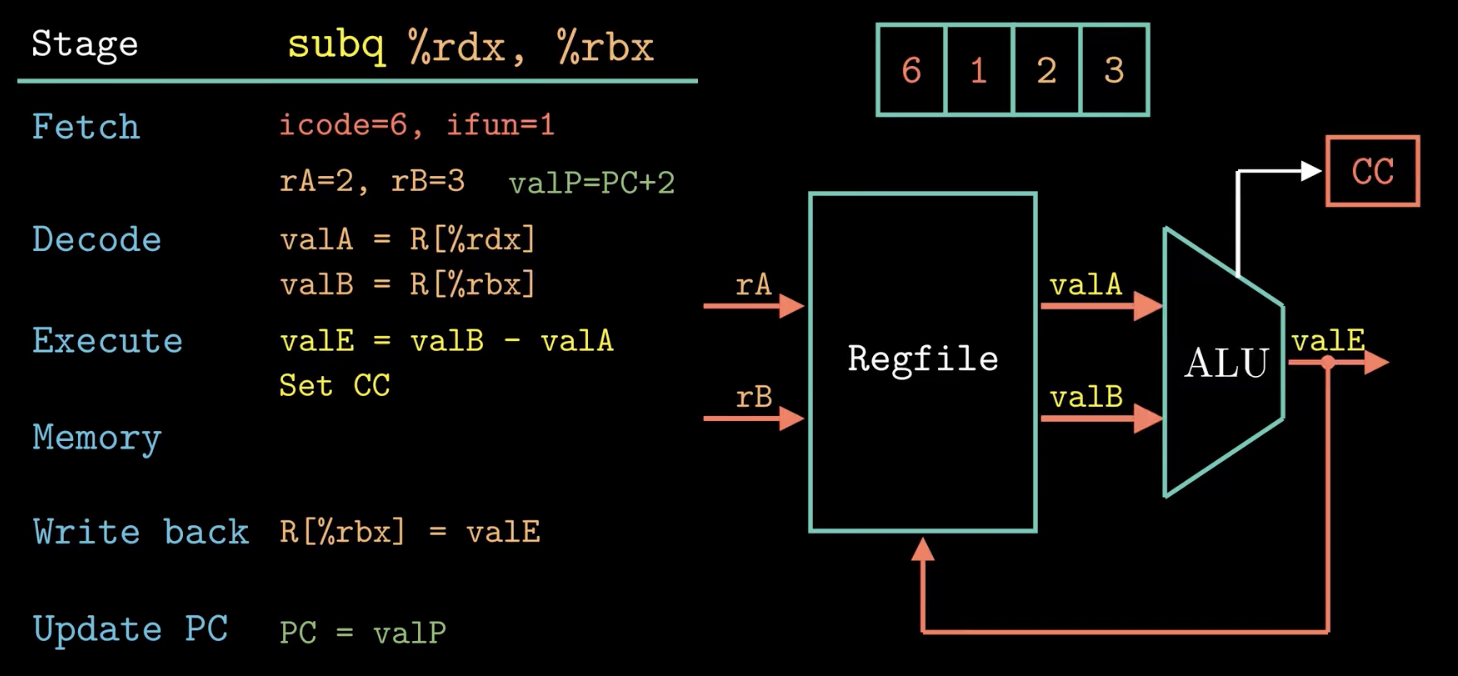 Stage subq %rdx, %rbx
Fetch icode=6, ifun=1
rA=2, rB=3 valP=PC+2
Decode valA = R[%rdx]
valB = R[%rbx]
Execute valE = valB - valA
Set CC
Memory
Write back R[%rbx] = valE
Update PC PC = valP
6 1 2 3
CC
rA
rB
Regfile
valA
valB
ALU
valE